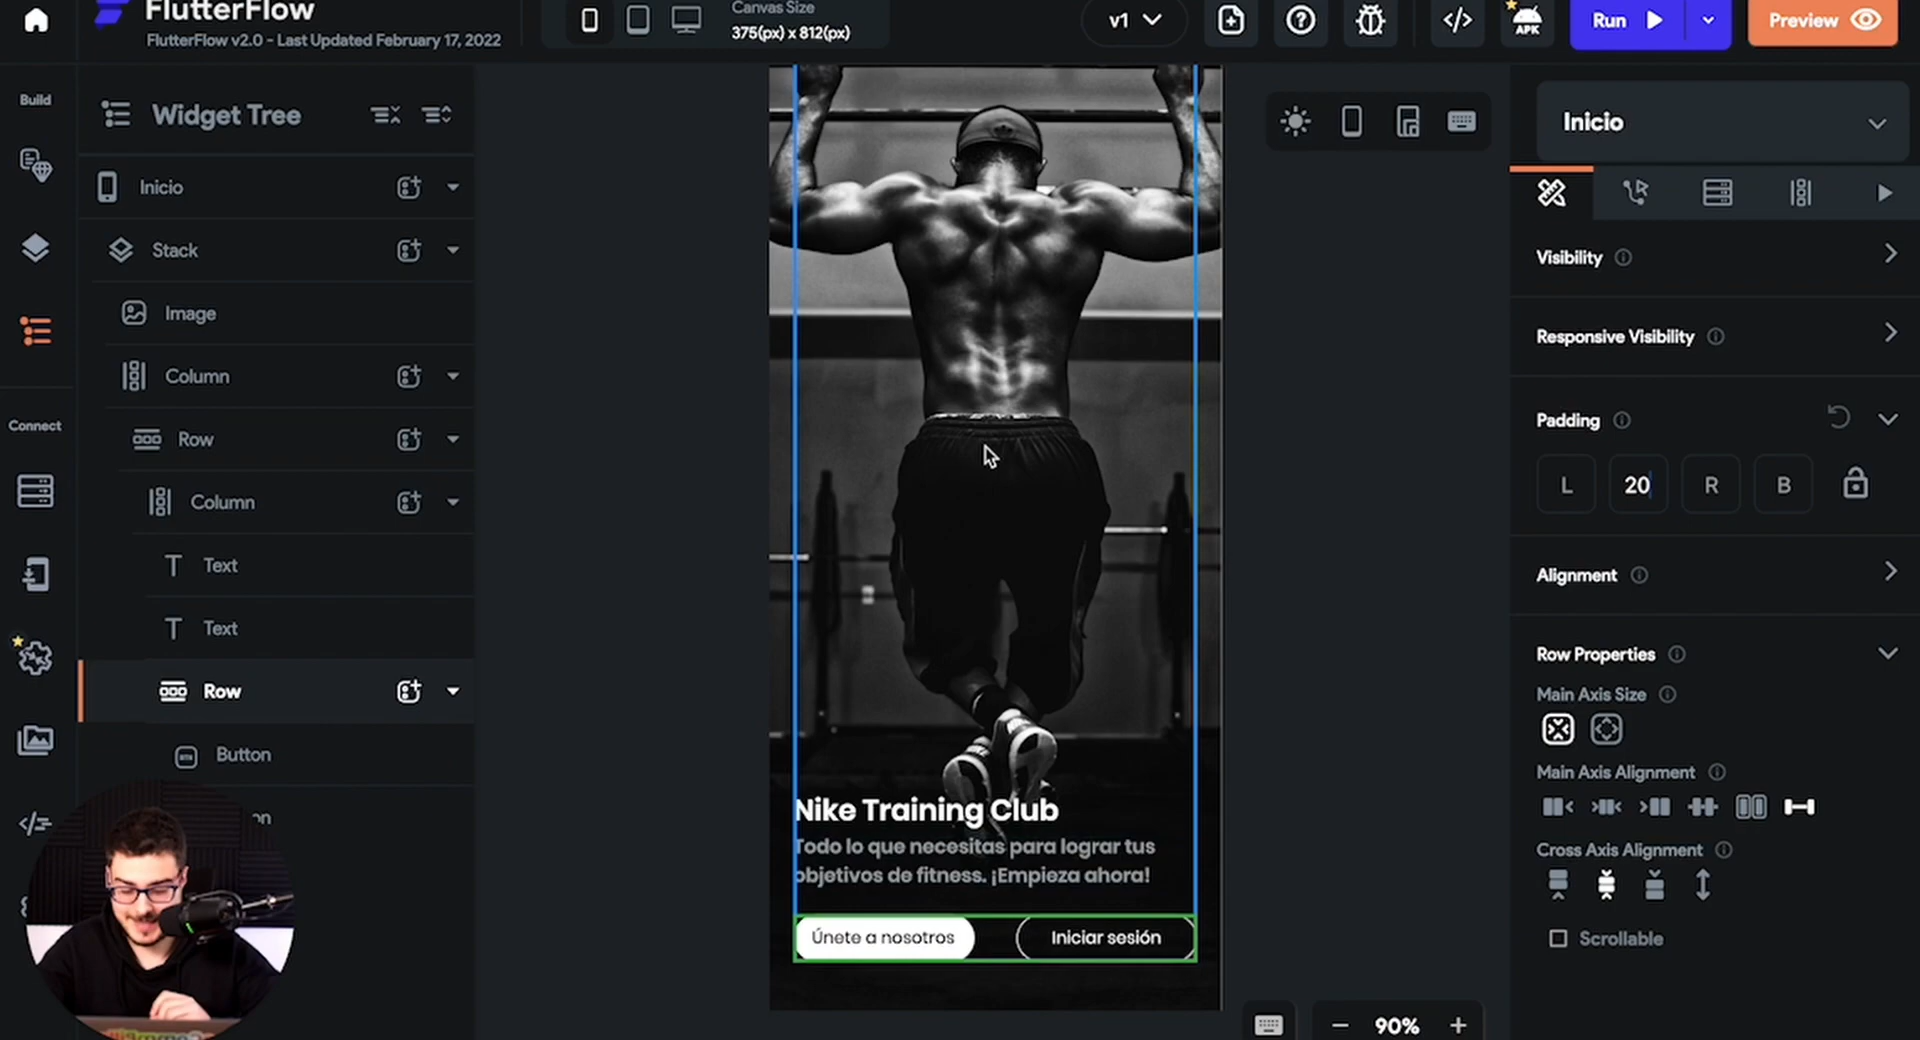 FlutterFlow
FlutterFlow v2.0 - Last Updated February 17, 2022
Canvas Size
375(px) x 812(px)
v1
APK
Run
Preview
Build
Connect
Widget Tree
Inicio
Stack
Image
Column
Row
Column
Text
Text
Row
Button
on
Nike Training Club
Todo lo que necesitas para lograr tus
objetivos de fitness. ¡Empieza ahora!
Únete a nosotros
Iniciar sesión
90%
Inicio
Visibility
Responsive Visibility
Padding
L 20 R B
Alignment
Row Properties
Main Axis Size
Main Axis Alignment
Cross Axis Alignment
Scrollable